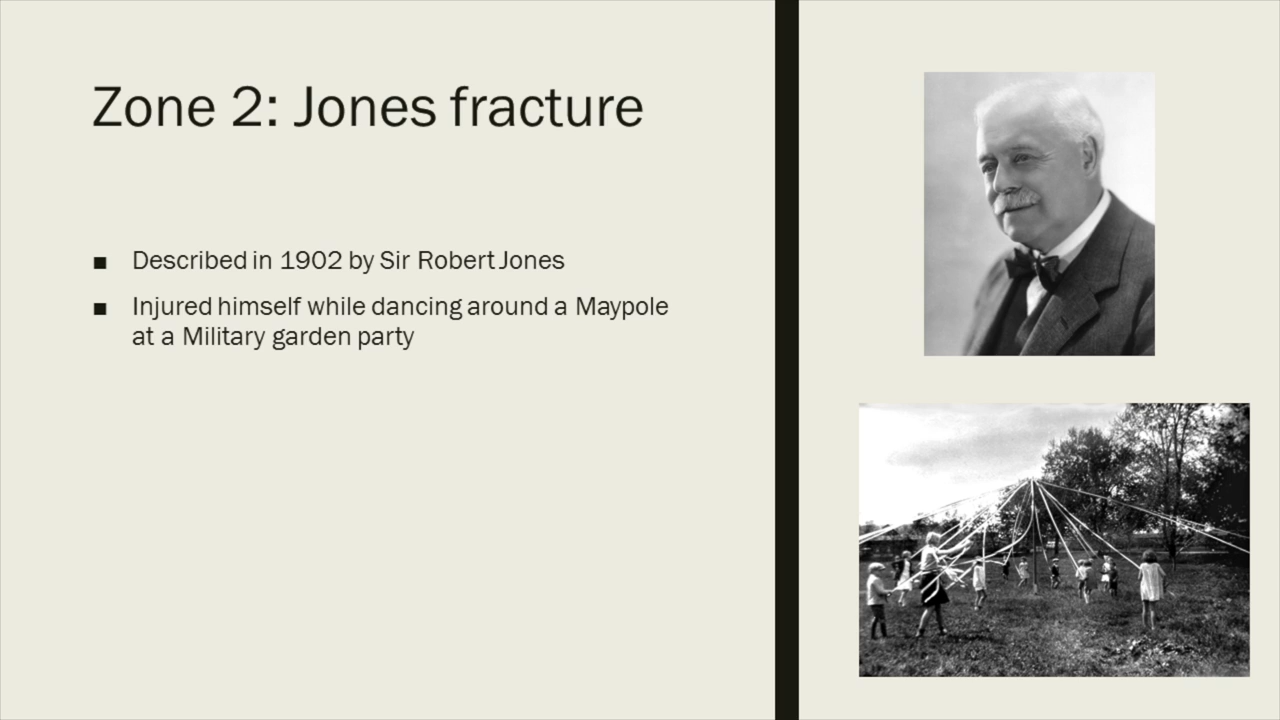 Zone 2: Jones fracture
■ Described in 1902 by Sir Robert Jones
■ Injured himself while dancing around a Maypole
at a Military garden party